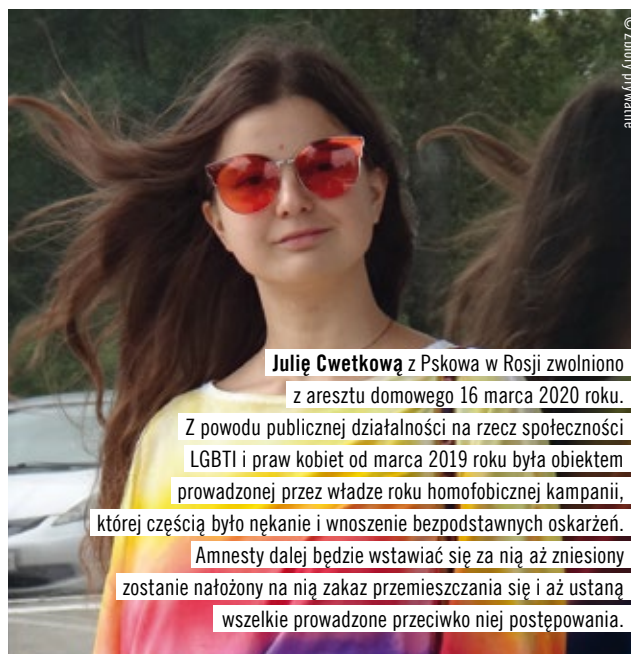 © Zbiory prywatne
Julię Cwetkową z Pskowa w Rosji zwolniono
z aresztu domowego 16 marca 2020 roku.
Z powodu publicznej działalności na rzecz społeczności
LGBTI i praw kobiet od marca 2019 roku była obiektem
prowadzonej przez władze roku homofobicznej kampanii,
której częścią było nękanie i wnoszenie bezpodstawnych oskarżeń.
Amnesty dalej będzie wstawiać się za nią aż zniesiony
zostanie nałożony na nią zakaz przemieszczania się i aż ustaną
wszelkie prowadzone przeciwko niej postępowania.